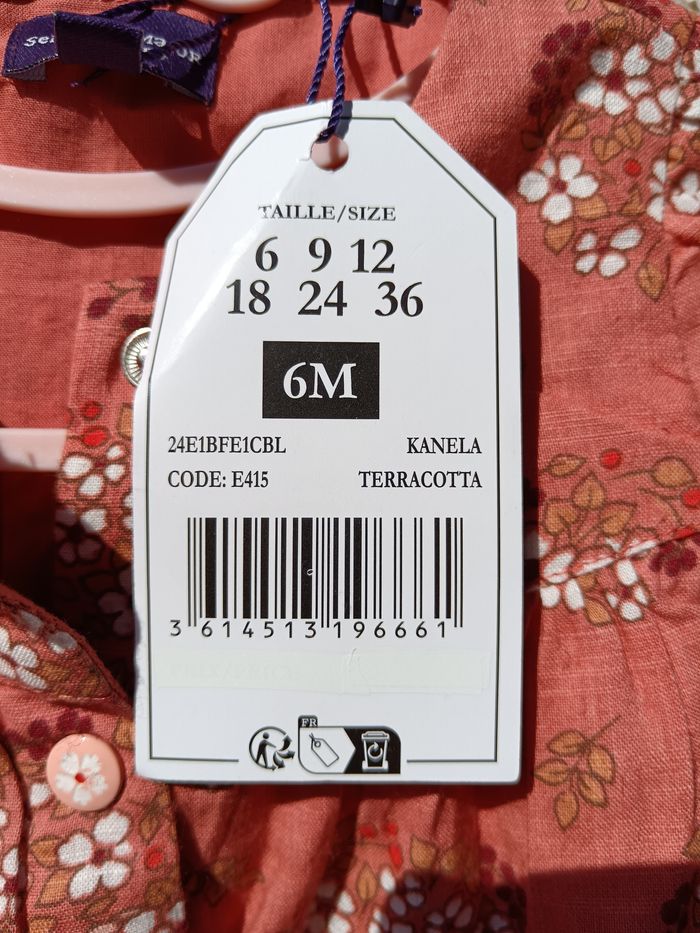 TAILLE/SIZE
6 9 12
18 24 36
6M
24E1BFE1CBL KANELA
CODE: E415 TERRACOTTA
3 614513 196661
FR